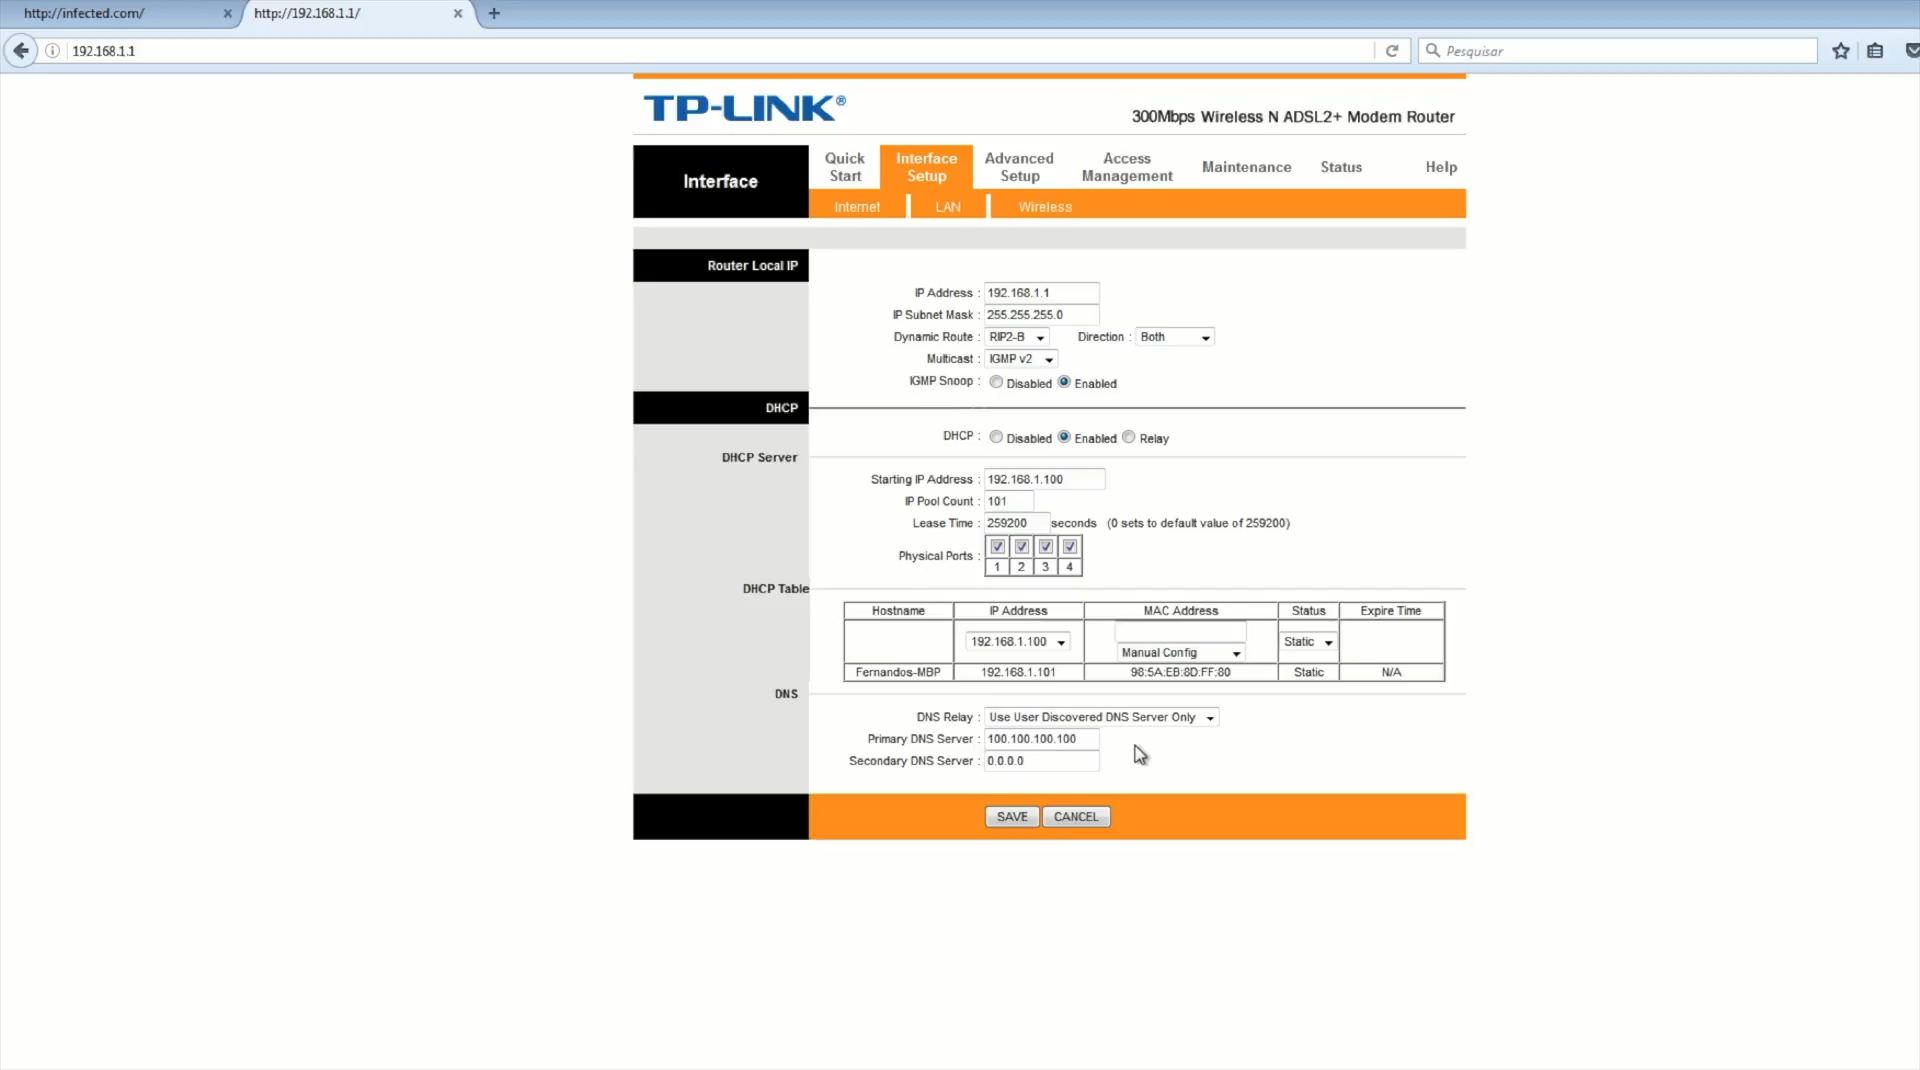 http://infected.com/ http://192.168.1.1/
192.168.1.1 Pesquisar
TP-LINK®
300Mbps Wireless N ADSL2+ Modem Router
Interface
Quick Start Interface Setup Advanced Setup Access Management Maintenance Status Help
Internet LAN Wireless
Router Local IP
IP Address : 192.168.1.1
IP Subnet Mask : 255.255.255.0
Dynamic Route : RIP2-B Direction : Both
Multicast : IGMP v2
IGMP Snoop : Disabled Enabled
DHCP
DHCP : Disabled Enabled Relay
DHCP Server
Starting IP Address : 192.168.1.100
IP Pool Count : 101
Lease Time : 259200 seconds (0 sets to default value of 259200)
Physical Ports :
1 2 3 4
DHCP Table
Hostname IP Address MAC Address Status Expire Time
192.168.1.100 Manual Config Static
Fernandos-MBP 192.168.1.101 98:5A:EB:8D:FF:80 Static N/A
DNS
DNS Relay : Use User Discovered DNS Server Only
Primary DNS Server : 100.100.100.100
Secondary DNS Server : 0.0.0.0
SAVE CANCEL